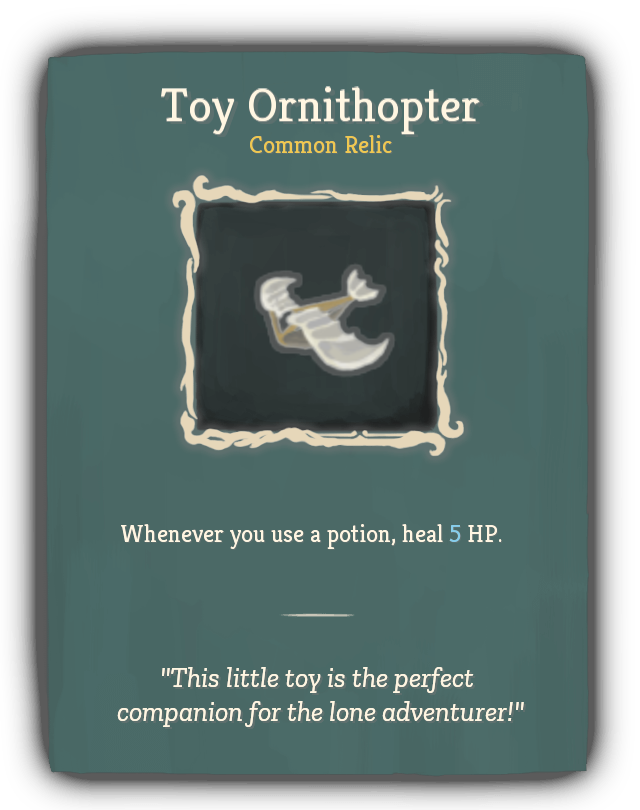 Toy Ornithopter
Common Relic
Whenever you use a potion, heal 5 HP.
"This little toy is the perfect
companion for the lone adventurer!"